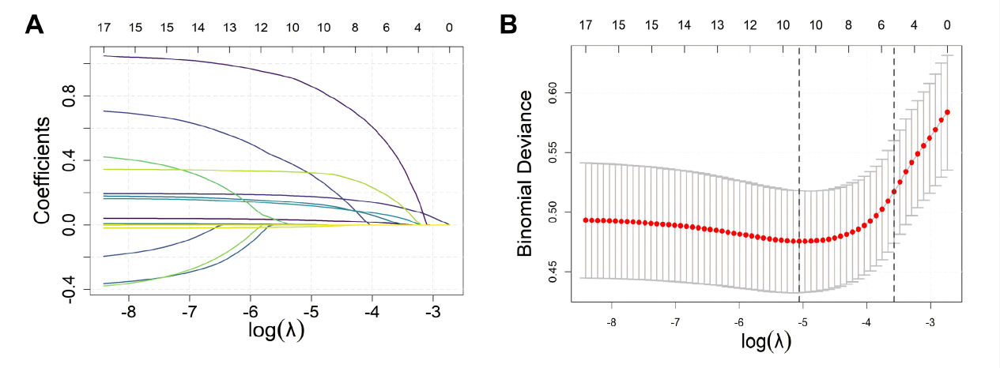 A
17 15 15 14 13 12 10 10 8 6 4 0
Coefficients
0.8
0.4
0.0
-0.4
-8 -7 -6 -5 -4 -3
log(λ)
B
17 15 15 14 13 12 10 10 8 6 4 0
Binomial Deviance
0.60
0.55
0.50
0.45
-8 -7 -6 -5 -4 -3
log(λ)